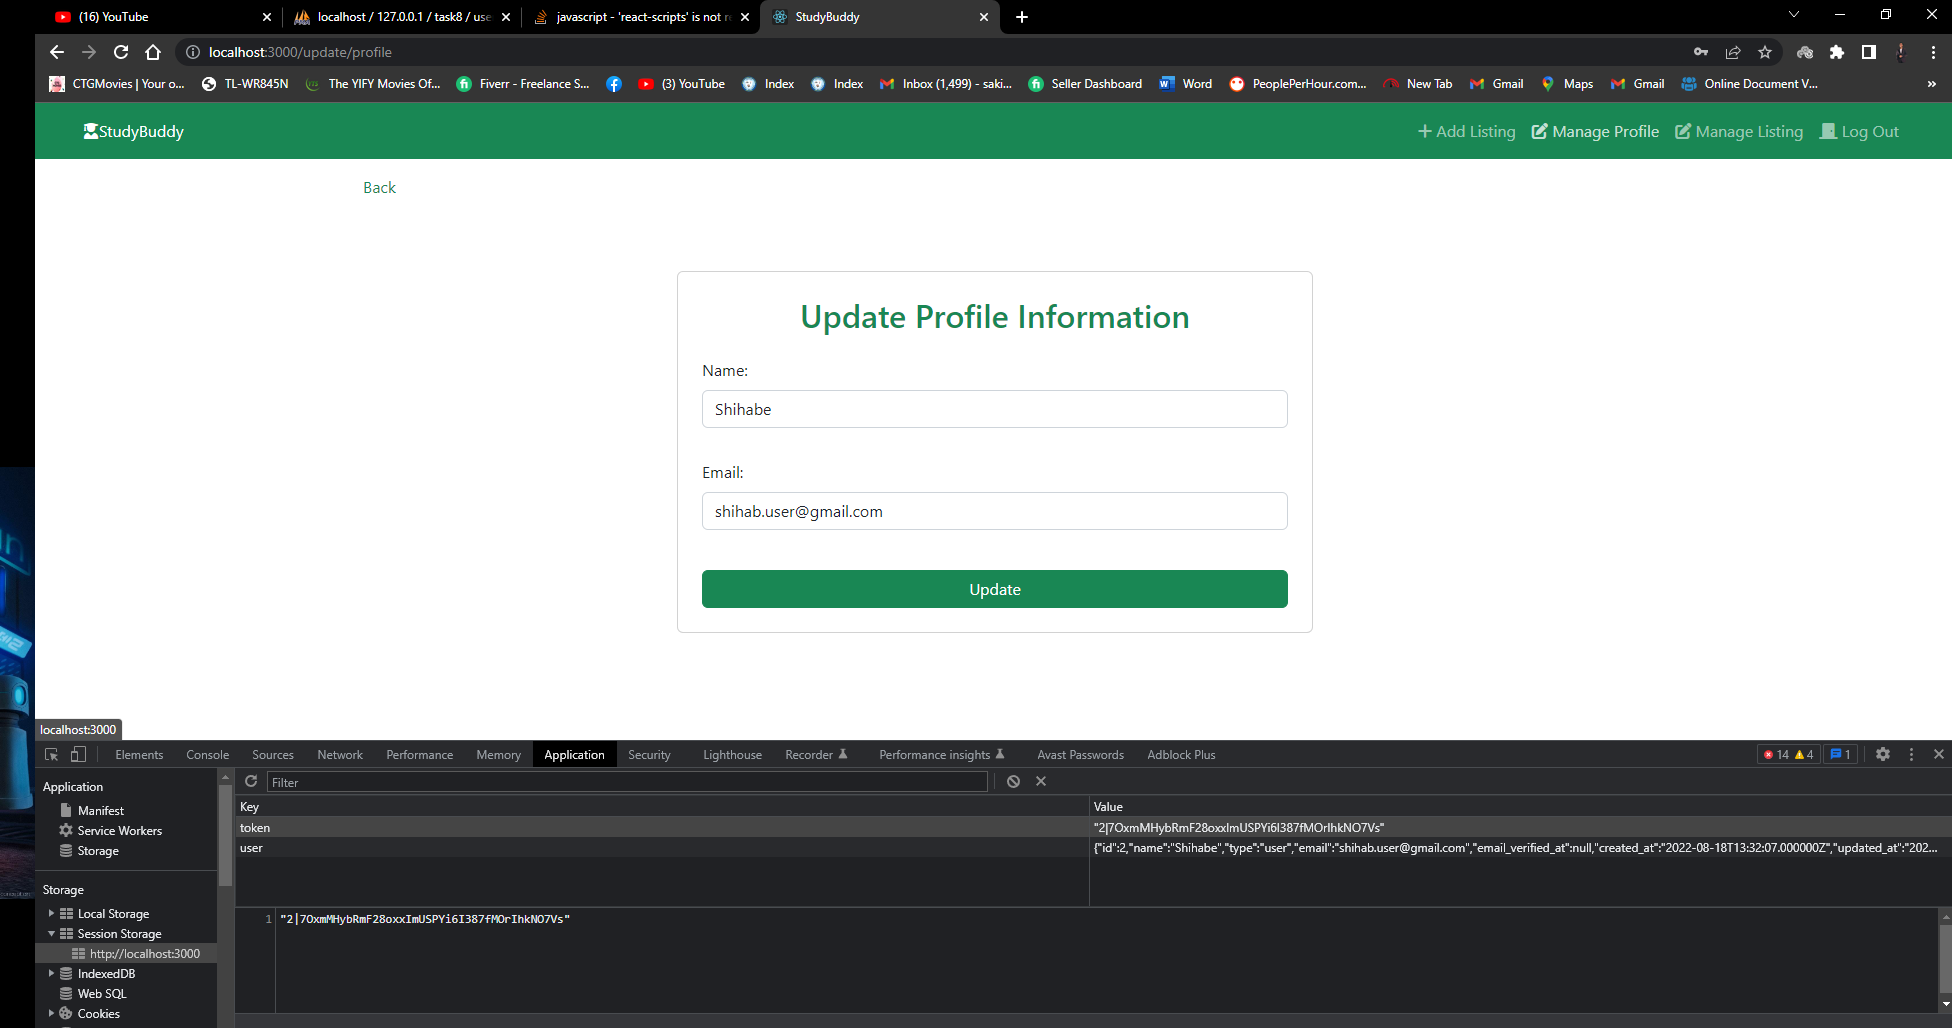 (16) YouTube
localhost / 127.0.0.1 / task8 / use
javascript - 'react-scripts' is not re
StudyBuddy
localhost:3000/update/profile
CTGMovies | Your o...
TL-WR845N
The YIFY Movies Of...
Fiverr - Freelance S...
(3) YouTube
Index
Index
Inbox (1,499) - saki...
Seller Dashboard
Word
PeoplePerHour.com...
New Tab
Gmail
Maps
Gmail
Online Document V...
»
StudyBuddy
Add Listing
Manage Profile
Manage Listing
Log Out
Back
Update Profile Information
Name:
Shihabe
Email:
shihab.user@gmail.com
Update
localhost:3000
Elements
Console
Sources
Network
Performance
Memory
Application
Security
Lighthouse
Recorder
Performance insights
Avast Passwords
Adblock Plus
14
4
1
Application
Manifest
Service Workers
Storage
Storage
Local Storage
Session Storage
http://localhost:3000
IndexedDB
Web SQL
Cookies
Filter
Key
Value
token
"2|7OxmMHybRmF28oxxImUSPYi6I387fMOrIhkNO7Vs"
user
{"id":2,"name":"Shihabe","type":"user","email":"shihab.user@gmail.com","email_verified_at":null,"created_at":"2022-08-18T13:32:07.000000Z","updated_at":"202...
1 "2|7OxmMHybRmF28oxxImUSPYi6I387fMOrIhkNO7Vs"